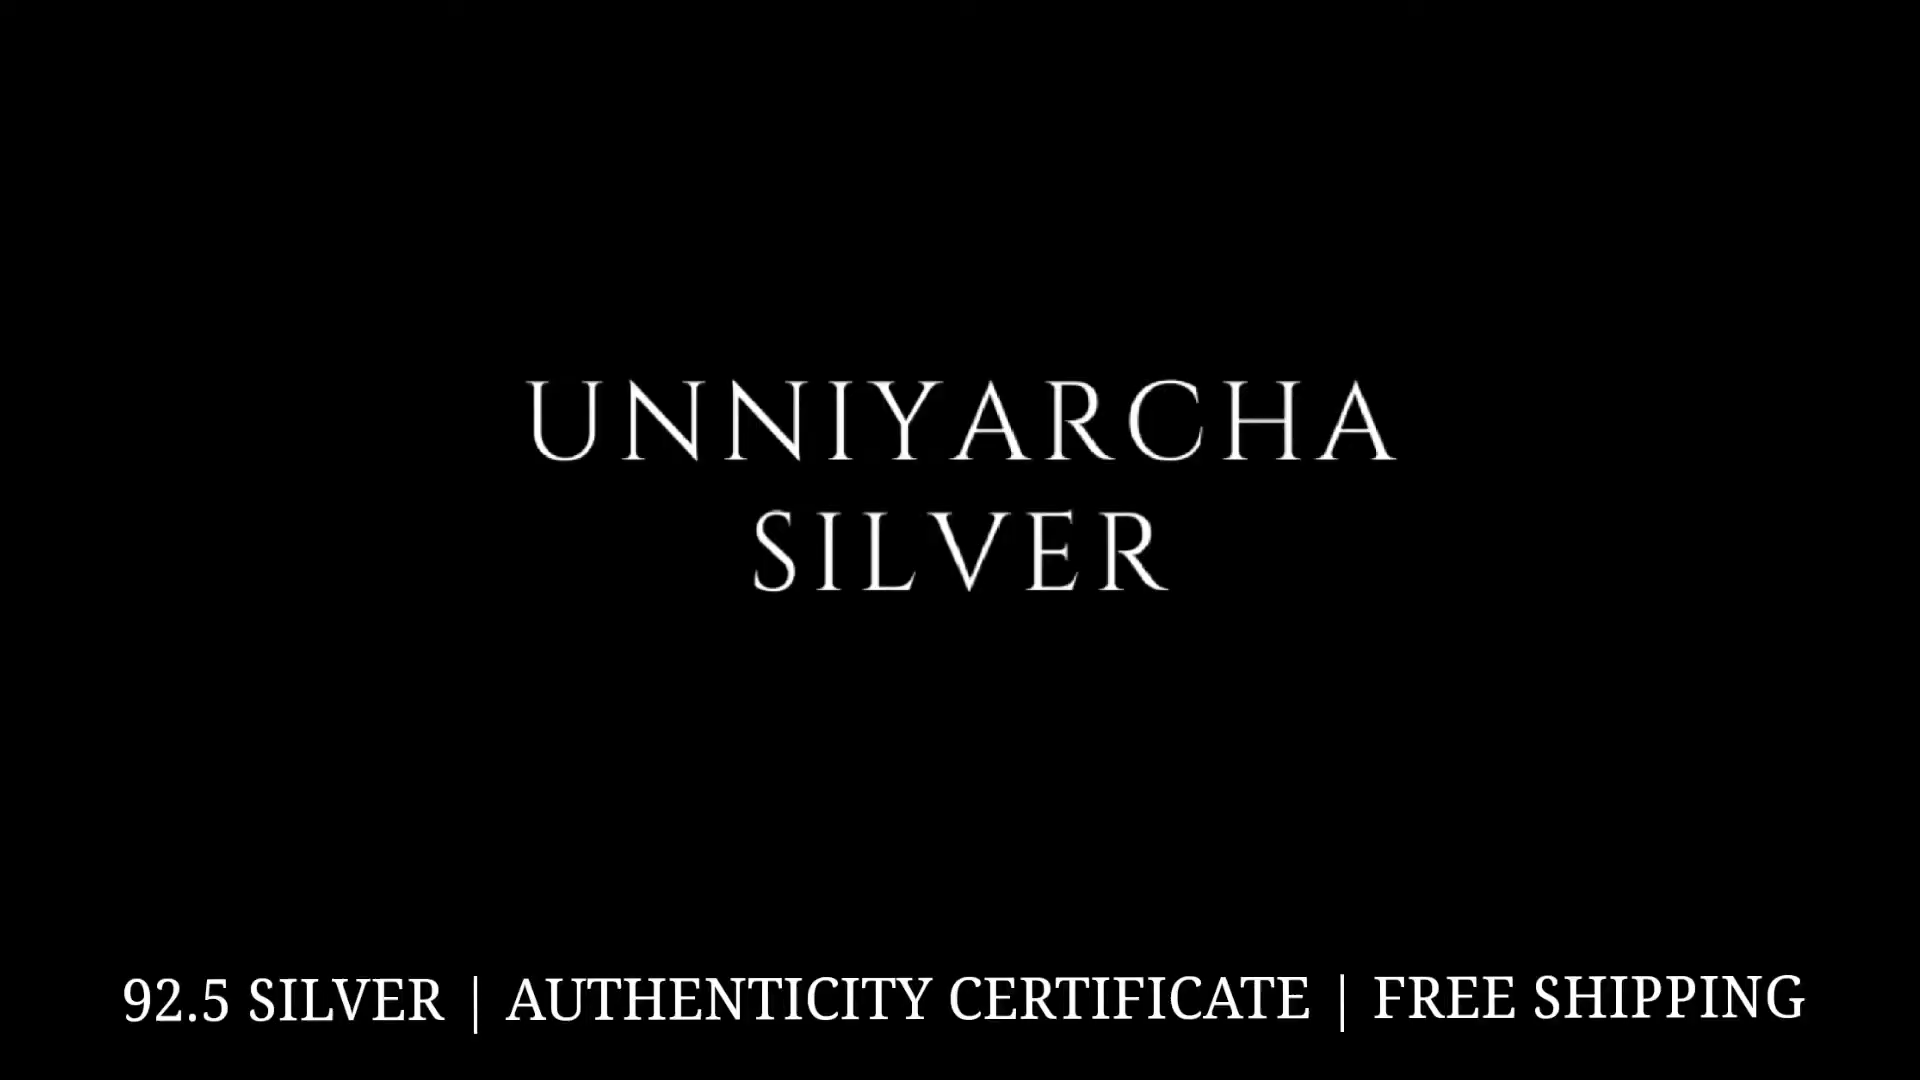 UNNIYARCHA
SILVER
92.5 SILVER | AUTHENTICITY CERTIFICATE | FREE SHIPPING